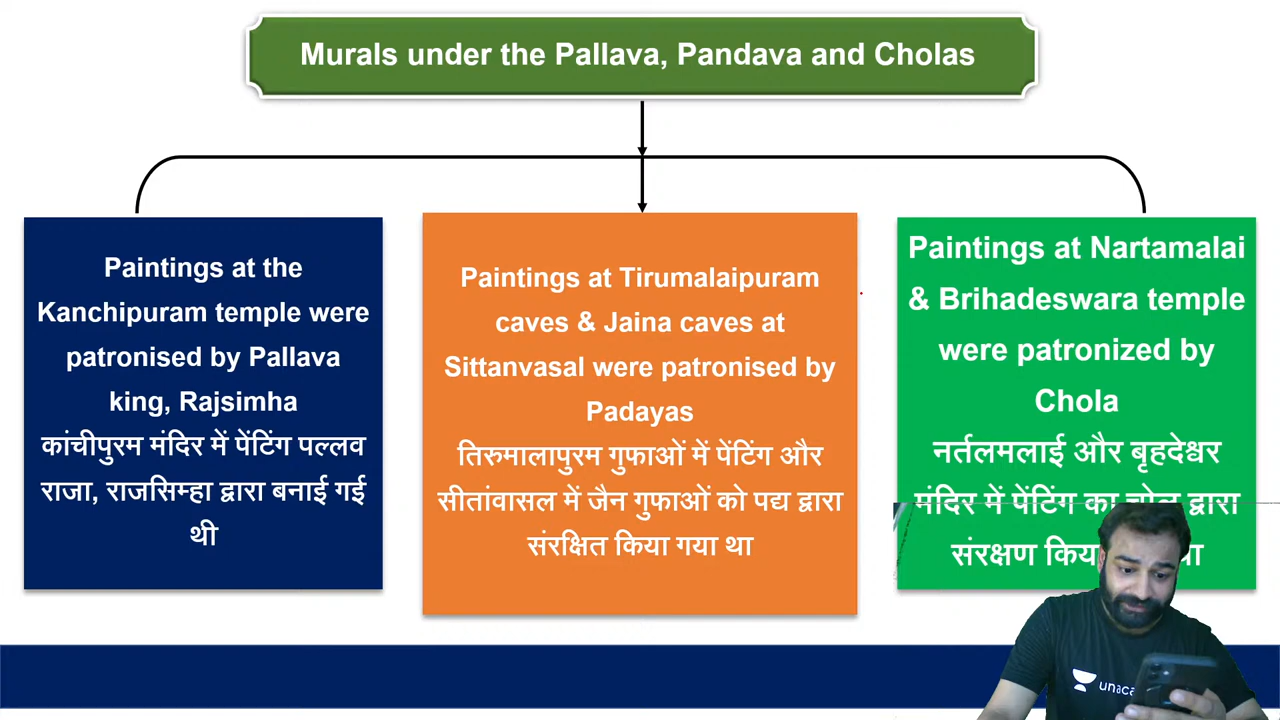 Murals under the Pallava, Pandava and Cholas
Paintings at the
Kanchipuram temple were
patronised by Pallava
king, Rajsimha
कांचीपुरम मंदिर में पेंटिंग पल्लव
राजा, राजसिम्हा द्वारा बनाई गई
थी
Paintings at Tirumalaipuram
caves & Jaina caves at
Sittanvasal were patronised by
Padayas
तिरुमालापुरम गुफाओं में पेंटिंग और
सीतांवासल में जैन गुफाओं को पद्य द्वारा
संरक्षित किया गया था
Paintings at Nartamalai
& Brihadeswara temple
were patronized by
Chola
नर्तलमलाई और बृहदेश्वर
मंदिर में पेंटिंग का चोल द्वारा
संरक्षण